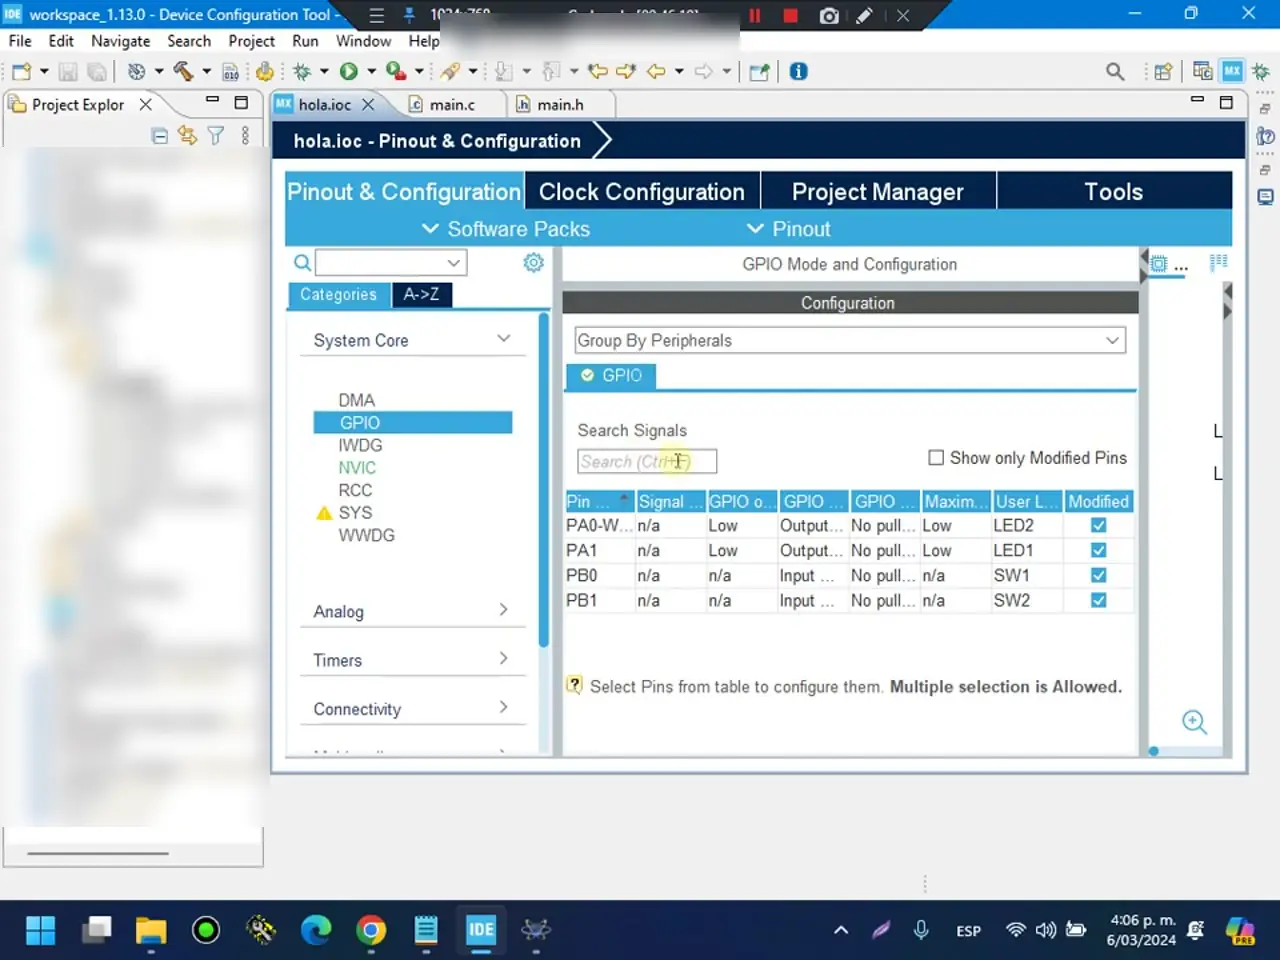 IDE workspace_1.13.0 - Device Configuration Tool -
File Edit Navigate Search Project Run Window Help
Project Explor
MX hola.ioc
main.c
main.h
hola.ioc - Pinout & Configuration
Pinout & Configuration
Clock Configuration
Project Manager
Tools
Software Packs
Pinout
GPIO Mode and Configuration
...
Categories
A->Z
Configuration
System Core
Group By Peripherals
GPIO
DMA
GPIO
IWDG
NVIC
RCC
SYS
WWDG
Search Signals
Search (Ctrl+F)
Show only Modified Pins
Pin ... Signal ... GPIO o... GPIO ... GPIO ... Maxim... User L... Modified
PA0-W... n/a Low Output... No pull... Low LED2
PA1 n/a Low Output... No pull... Low LED1
PB0 n/a n/a Input ... No pull... n/a SW1
PB1 n/a n/a Input ... No pull... n/a SW2
Analog
Timers
Connectivity
Select Pins from table to configure them. Multiple selection is Allowed.
L
L
MX
IDE
ESP
4:06 p. m.
6/03/2024
PRE